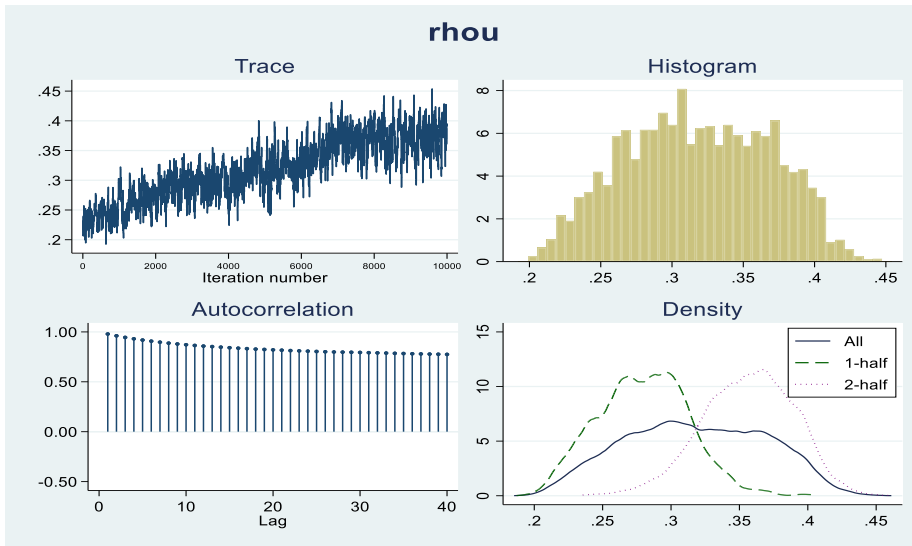 rhou
Trace
.45
.4
.35
.3
.25
.2
0 2000 4000 6000 8000 10000
Iteration number
Histogram
8
6
4
2
0
.2 .25 .3 .35 .4 .45
Autocorrelation
1.00
0.50
0.00
-0.50
0 10 20 30 40
Lag
Density
15
10
5
0
All
1-half
2-half
.2 .25 .3 .35 .4 .45